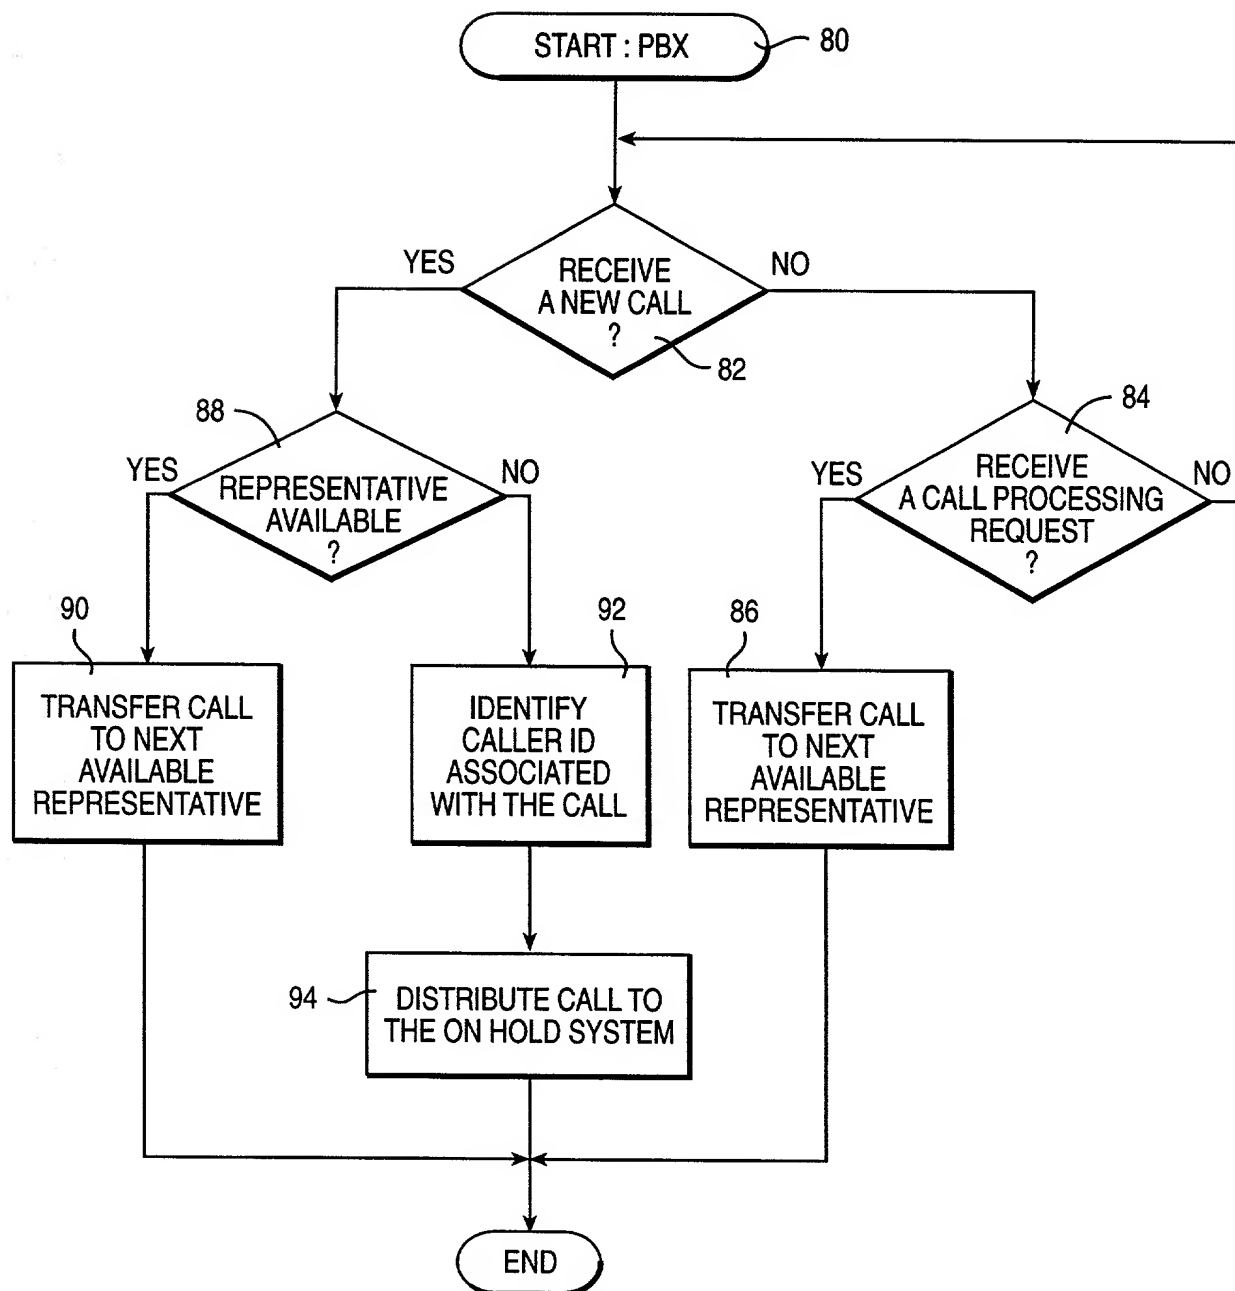 START : PBX
80
YES
RECEIVE
A NEW CALL
?
NO
82
88
YES
REPRESENTATIVE
AVAILABLE
?
NO
84
YES
RECEIVE
A CALL PROCESSING
REQUEST
?
NO
90
TRANSFER CALL
TO NEXT
AVAILABLE
REPRESENTATIVE
92
IDENTIFY
CALLER ID
ASSOCIATED
WITH THE CALL
86
TRANSFER CALL
TO NEXT
AVAILABLE
REPRESENTATIVE
94
DISTRIBUTE CALL TO
THE ON HOLD SYSTEM
END